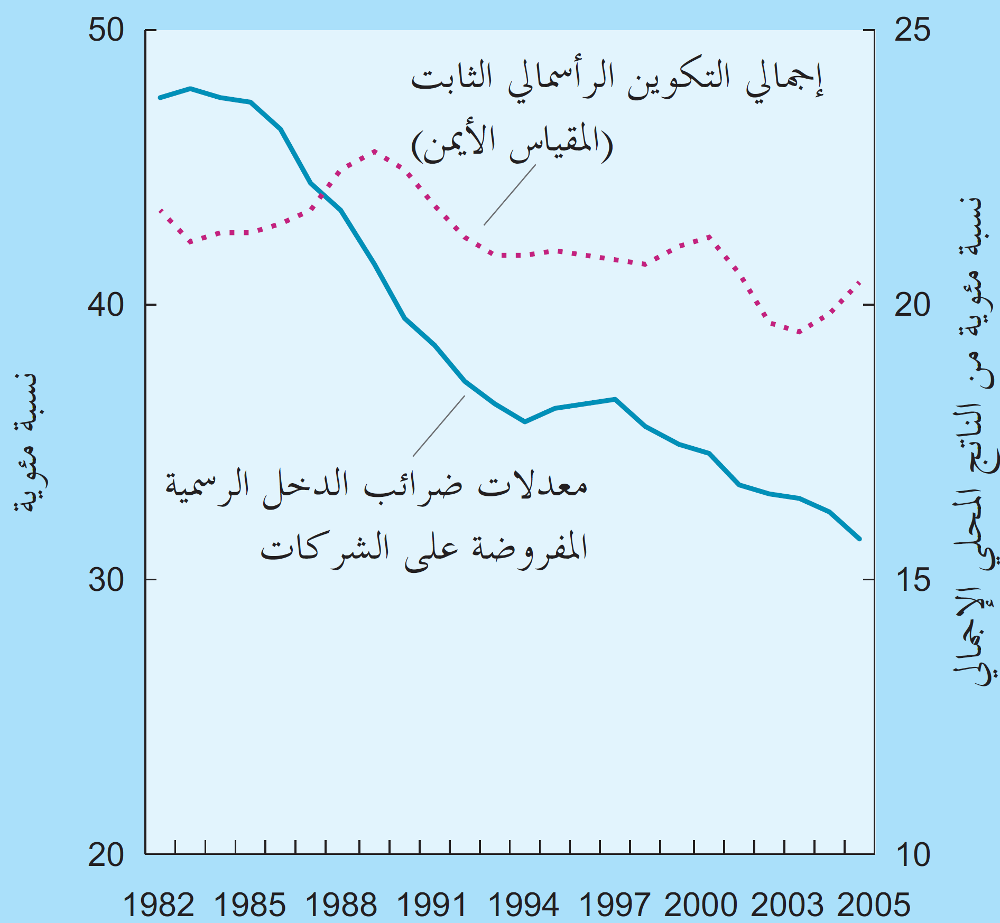 50
25
إجمالي التكوين الرأسمالي الثابت
(المقياس الأيمن)
40
20
نسبة مئوية
نسبة مئوية من الناتج المحلي الإجمالي
معدلات ضرائب الدخل الرسمية
المفروضة على الشركات
30
15
20
10
1982 1985 1988 1991 1994 1997 2000 2003 2005